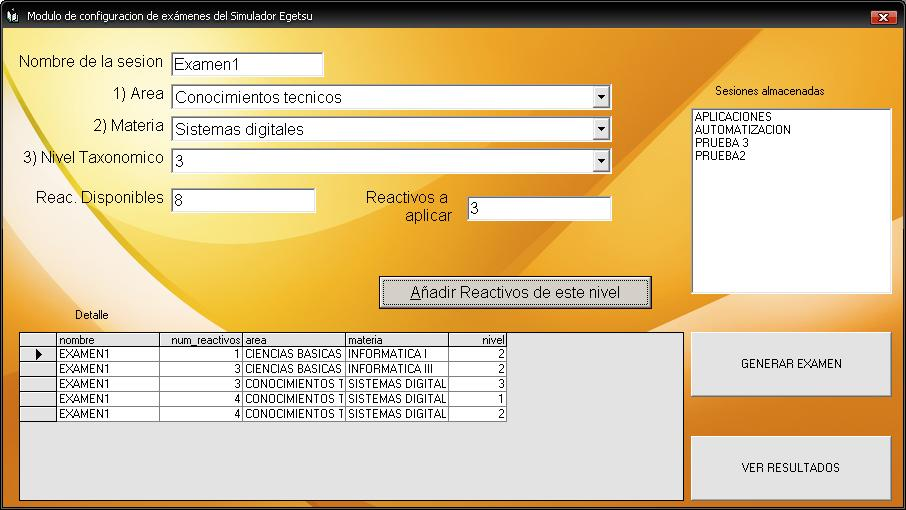 Modulo de configuracion de exámenes del Simulador Egetsu
Nombre de la sesion Examen1
1) Area Conocimientos tecnicos
2) Materia Sistemas digitales
3) Nivel Taxonomico 3
Reac. Disponibles 8
Reactivos a aplicar 3
Sesiones almacenadas
APLICACIONES
AUTOMATIZACION
PRUEBA 3
PRUEBA2
Añadir Reactivos de este nivel
Detalle
nombre num_reactivos area materia nivel
EXAMEN1 1 CIENCIAS BASICAS INFORMATICA I 2
EXAMEN1 3 CIENCIAS BASICAS INFORMATICA III 2
EXAMEN1 3 CONOCIMIENTOS T SISTEMAS DIGITAL 3
EXAMEN1 4 CONOCIMIENTOS T SISTEMAS DIGITAL 1
EXAMEN1 4 CONOCIMIENTOS T SISTEMAS DIGITAL 2
GENERAR EXAMEN
VER RESULTADOS